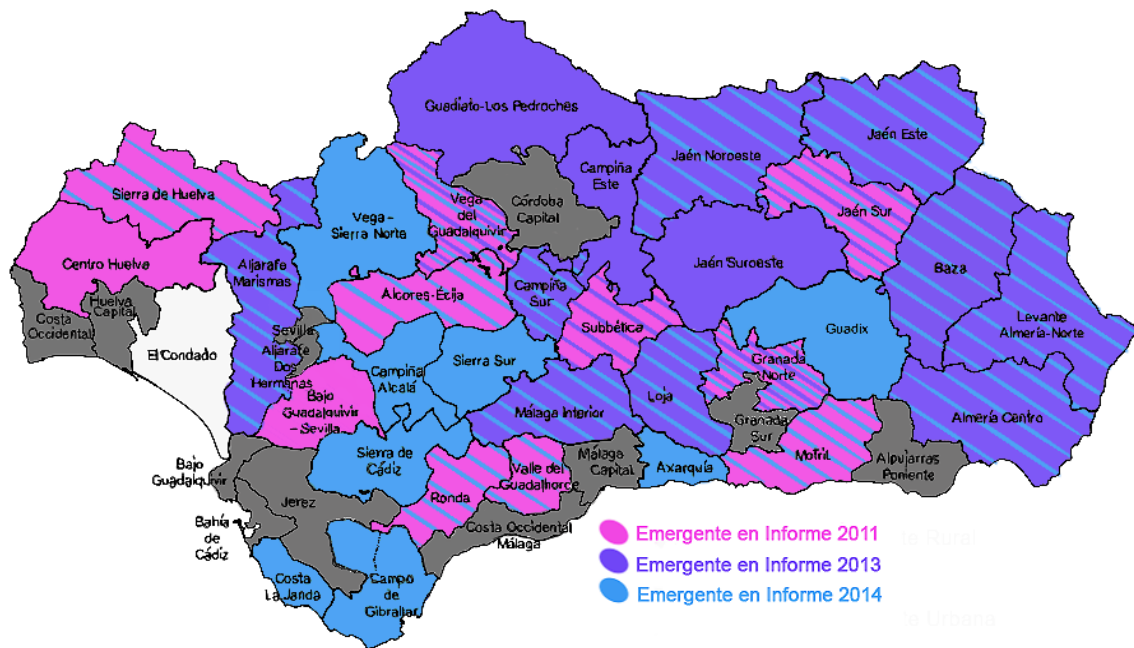 Guadiato-Los Pedroches
Jaén Este
Jaén Noroeste
Campiña
Este
Sierra de Huelva
Vega
del
Guadalquivir
Córdoba
Capital
Jaén Sur
Vega -
Sierra Norte
Centro Huelva
Aljarafe
Marismas
Jaén Suroeste
Baza
Alcores-Écija
Campiña
Sur
Huelva
Capital
Costa
Occidental
Levante
Almería-Norte
Sevilla
Subbética
Guadix
El Condado
Aljarafe
Dos
Hermanas
Sierra Sur
Granada
Norte
Campiña
Alcalá
Bajo
Guadalquivir
- Sevilla
Málaga Interior
Loja
Granada
Sur
Almería Centro
Sierra de
Cádiz
Málaga
Capital
Motril
Alpujarras
Poniente
Bajo
Guadalquivir
Valle del
Guadalhorce
Axarquía
Jerez
Ronda
Bahía
de
Cádiz
Costa Occidental
Málaga
Costa
La Janda
Campo
de
Gibraltar
Emergente en Informe 2011
te Rural
Emergente en Informe 2013
Emergente en Informe 2014
te Urbana